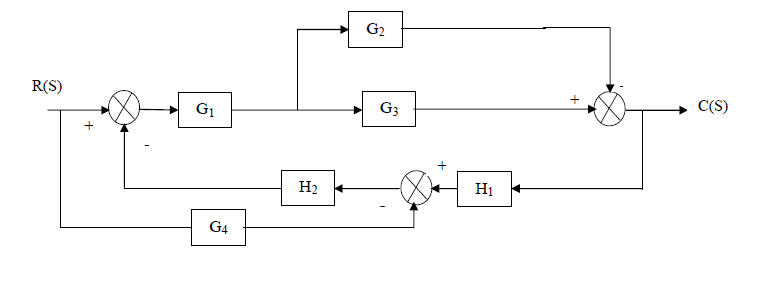 G₂
R(S)
-
+
G₁
G₃
C(S)
+
-
+
H₂
H₁
-
G₄